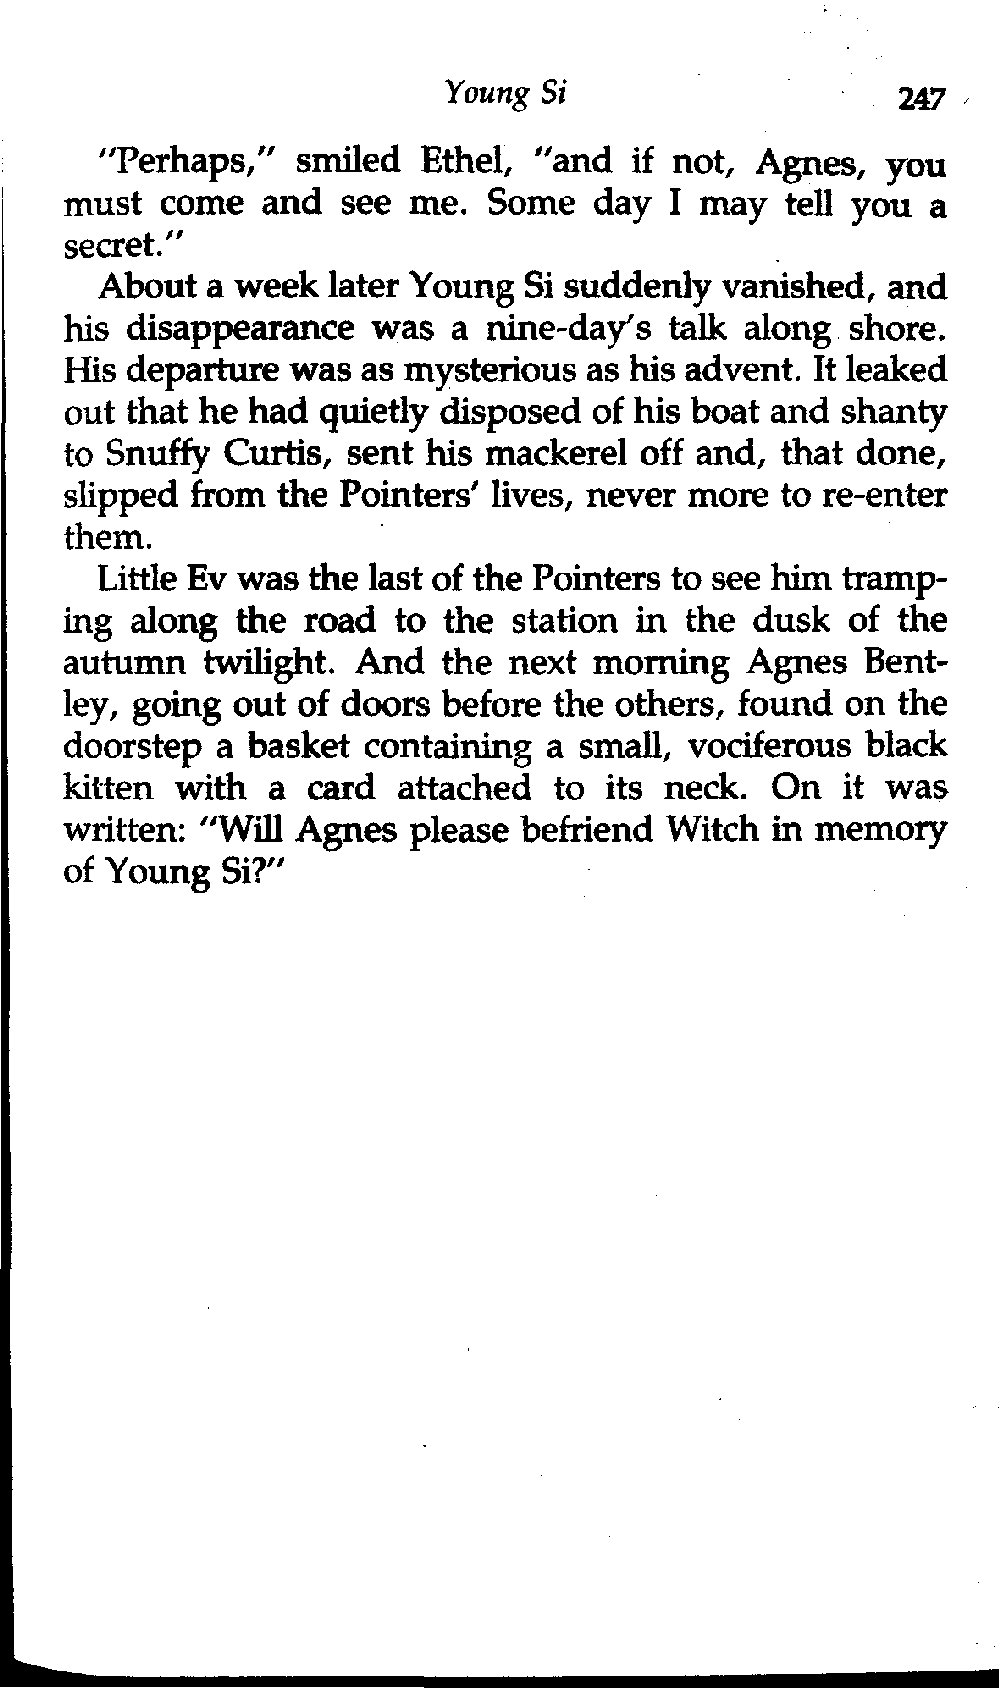 Young Si 247
"Perhaps," smiled Ethel, "and if not, Agnes, you
must come and see me. Some day I may tell you a
secret."
About a week later Young Si suddenly vanished, and
his disappearance was a nine-day's talk along shore.
His departure was as mysterious as his advent. It leaked
out that he had quietly disposed of his boat and shanty
to Snuffy Curtis, sent his mackerel off and, that done,
slipped from the Pointers' lives, never more to re-enter
them.
Little Ev was the last of the Pointers to see him tramp-
ing along the road to the station in the dusk of the
autumn twilight. And the next morning Agnes Bent-
ley, going out of doors before the others, found on the
doorstep a basket containing a small, vociferous black
kitten with a card attached to its neck. On it was
written: "Will Agnes please befriend Witch in memory
of Young Si?"